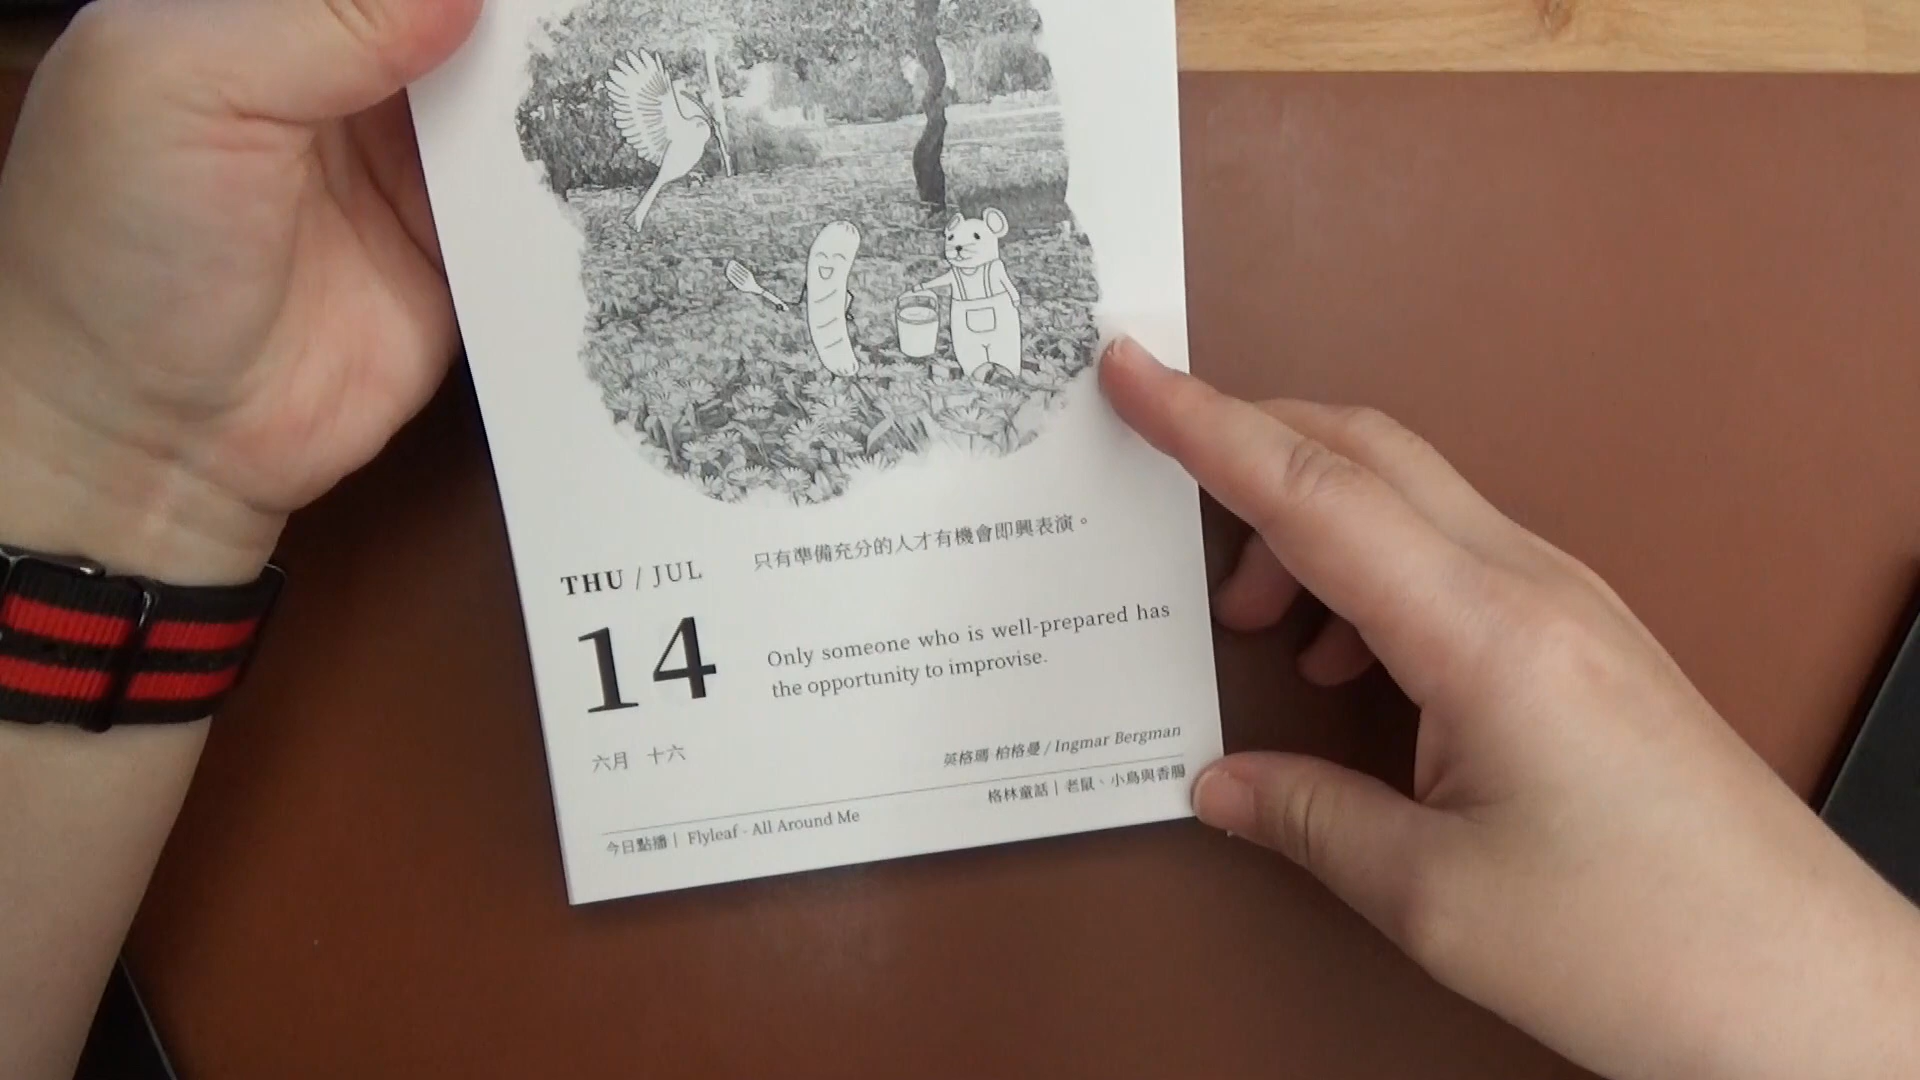 只有準備充分的人才有機會即興表演。
THU / JUL
14
Only someone who is well-prepared has
the opportunity to improvise.
六月 十六
英格瑪 柏格曼 / Ingmar Bergman
格林童話 | 老鼠、小鳥與香腸
今日點播 | Flyleaf - All Around Me